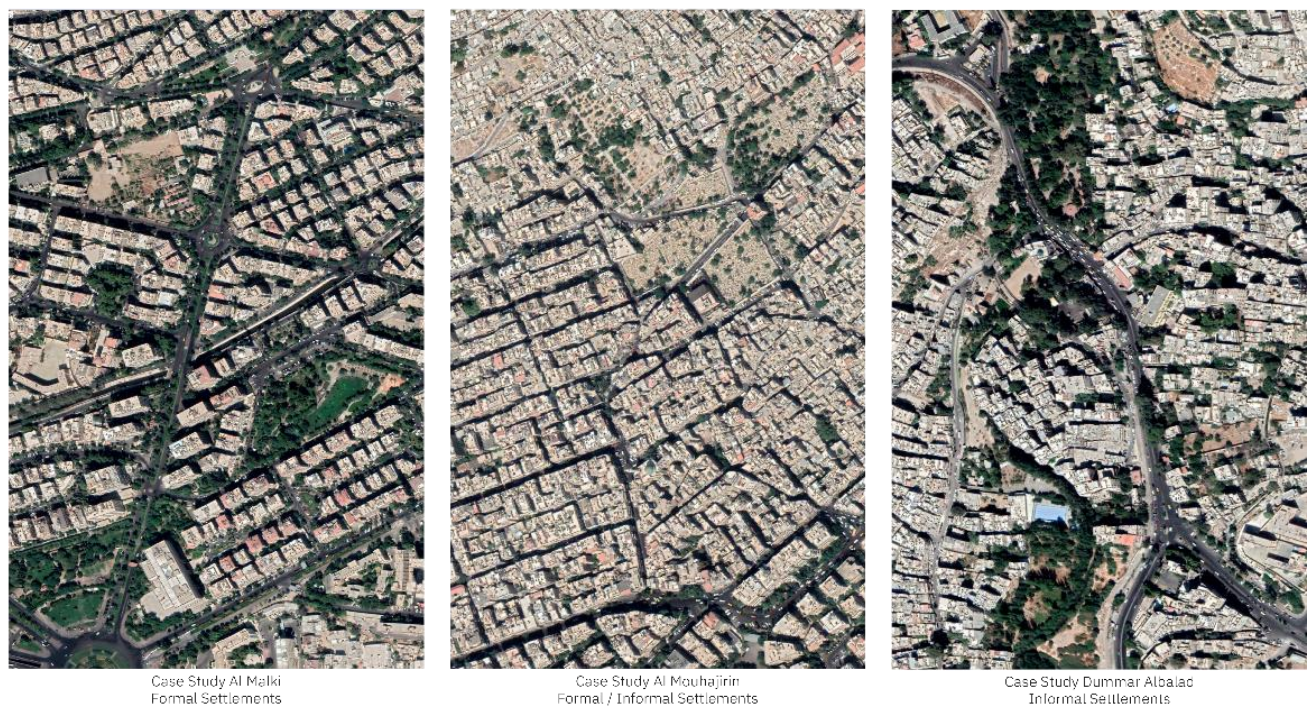 Case Study Al Malki
Formal Settlements
Case Study Al Mouhajirin
Formal / Informal Settlements
Case Study Dummar Albalad
Informal Settlements